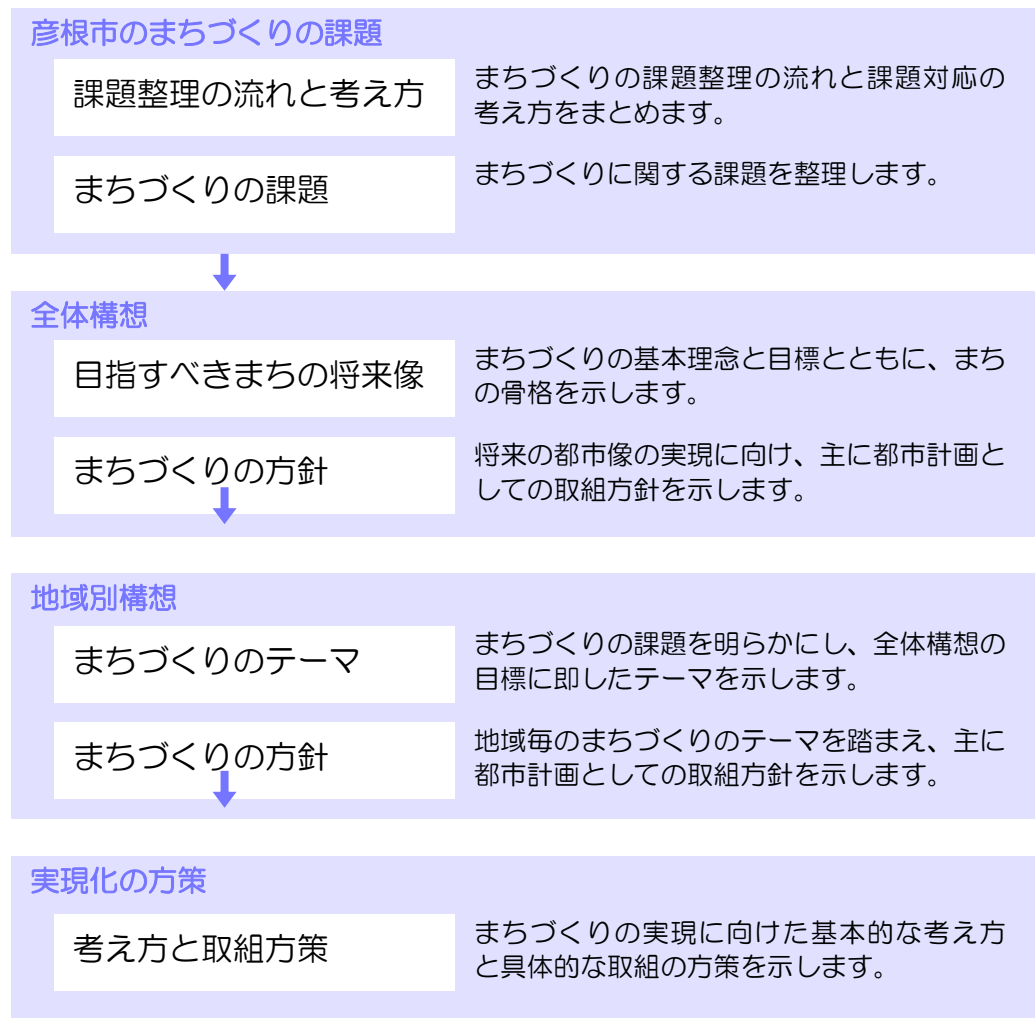 彦根市のまちづくりの課題
課題整理の流れと考え方
まちづくりの課題整理の流れと課題対応の
考え方をまとめます。
まちづくりの課題
まちづくりに関する課題を整理します。
全体構想
目指すべきまちの将来像
まちづくりの基本理念と目標とともに、まち
の骨格を示します。
まちづくりの方針
将来の都市像の実現に向け、主に都市計画と
しての取組方針を示します。
地域別構想
まちづくりのテーマ
まちづくりの課題を明らかにし、全体構想の
目標に即したテーマを示します。
まちづくりの方針
地域毎のまちづくりのテーマを踏まえ、主に
都市計画としての取組方針を示します。
実現化の方策
考え方と取組方策
まちづくりの実現に向けた基本的な考え方
と具体的な取組の方策を示します。